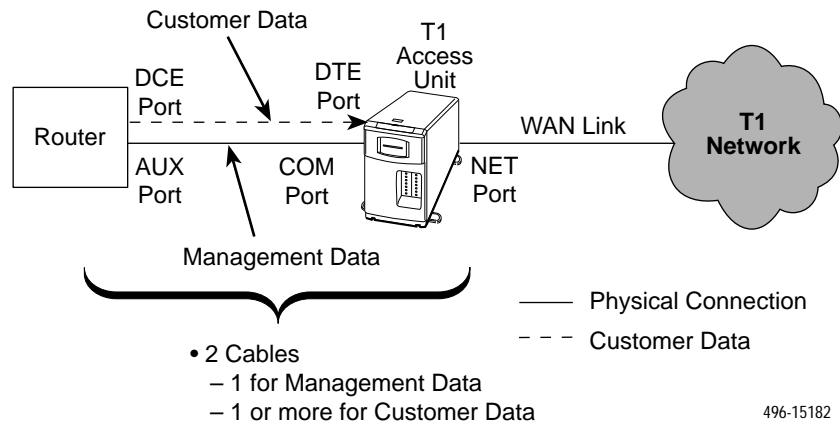 Customer Data
T1
Access
Unit
DCE
Port
DTE
Port
Router
WAN Link
T1
Network
AUX
Port
COM
Port
NET
Port
Management Data
Physical Connection
Customer Data
• 2 Cables
– 1 for Management Data
– 1 or more for Customer Data
496-15182